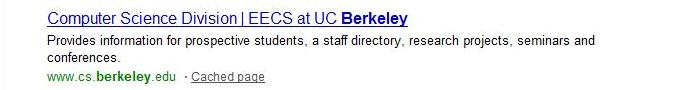 Computer Science Division | EECS at UC Berkeley
Provides information for prospective students, a staff directory, research projects, seminars and
conferences.
www.cs.berkeley.edu · Cached page